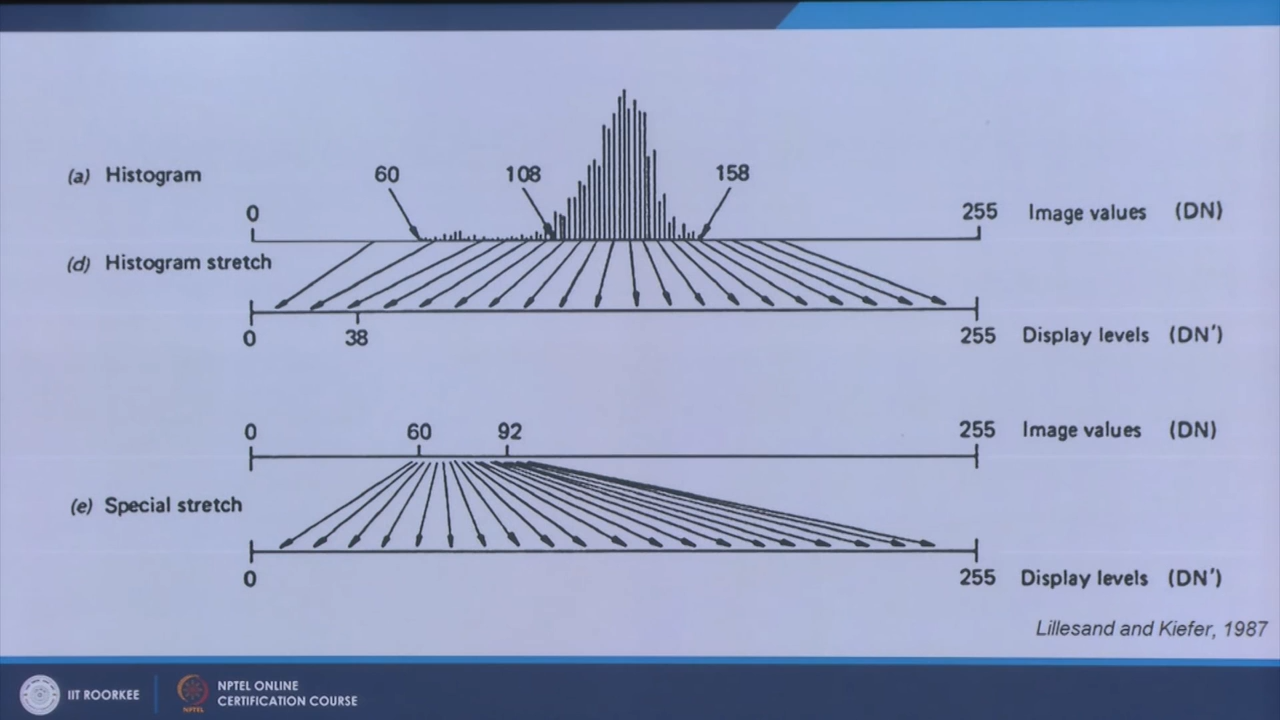 (a) Histogram
60
108
158
0
255 Image values (DN)
(d) Histogram stretch
0
38
255 Display levels (DN′)
0
60
92
255 Image values (DN)
(e) Special stretch
0
255 Display levels (DN′)
Lillesand and Kiefer, 1987
IIT ROORKEE
NPTEL
NPTEL ONLINE
CERTIFICATION COURSE